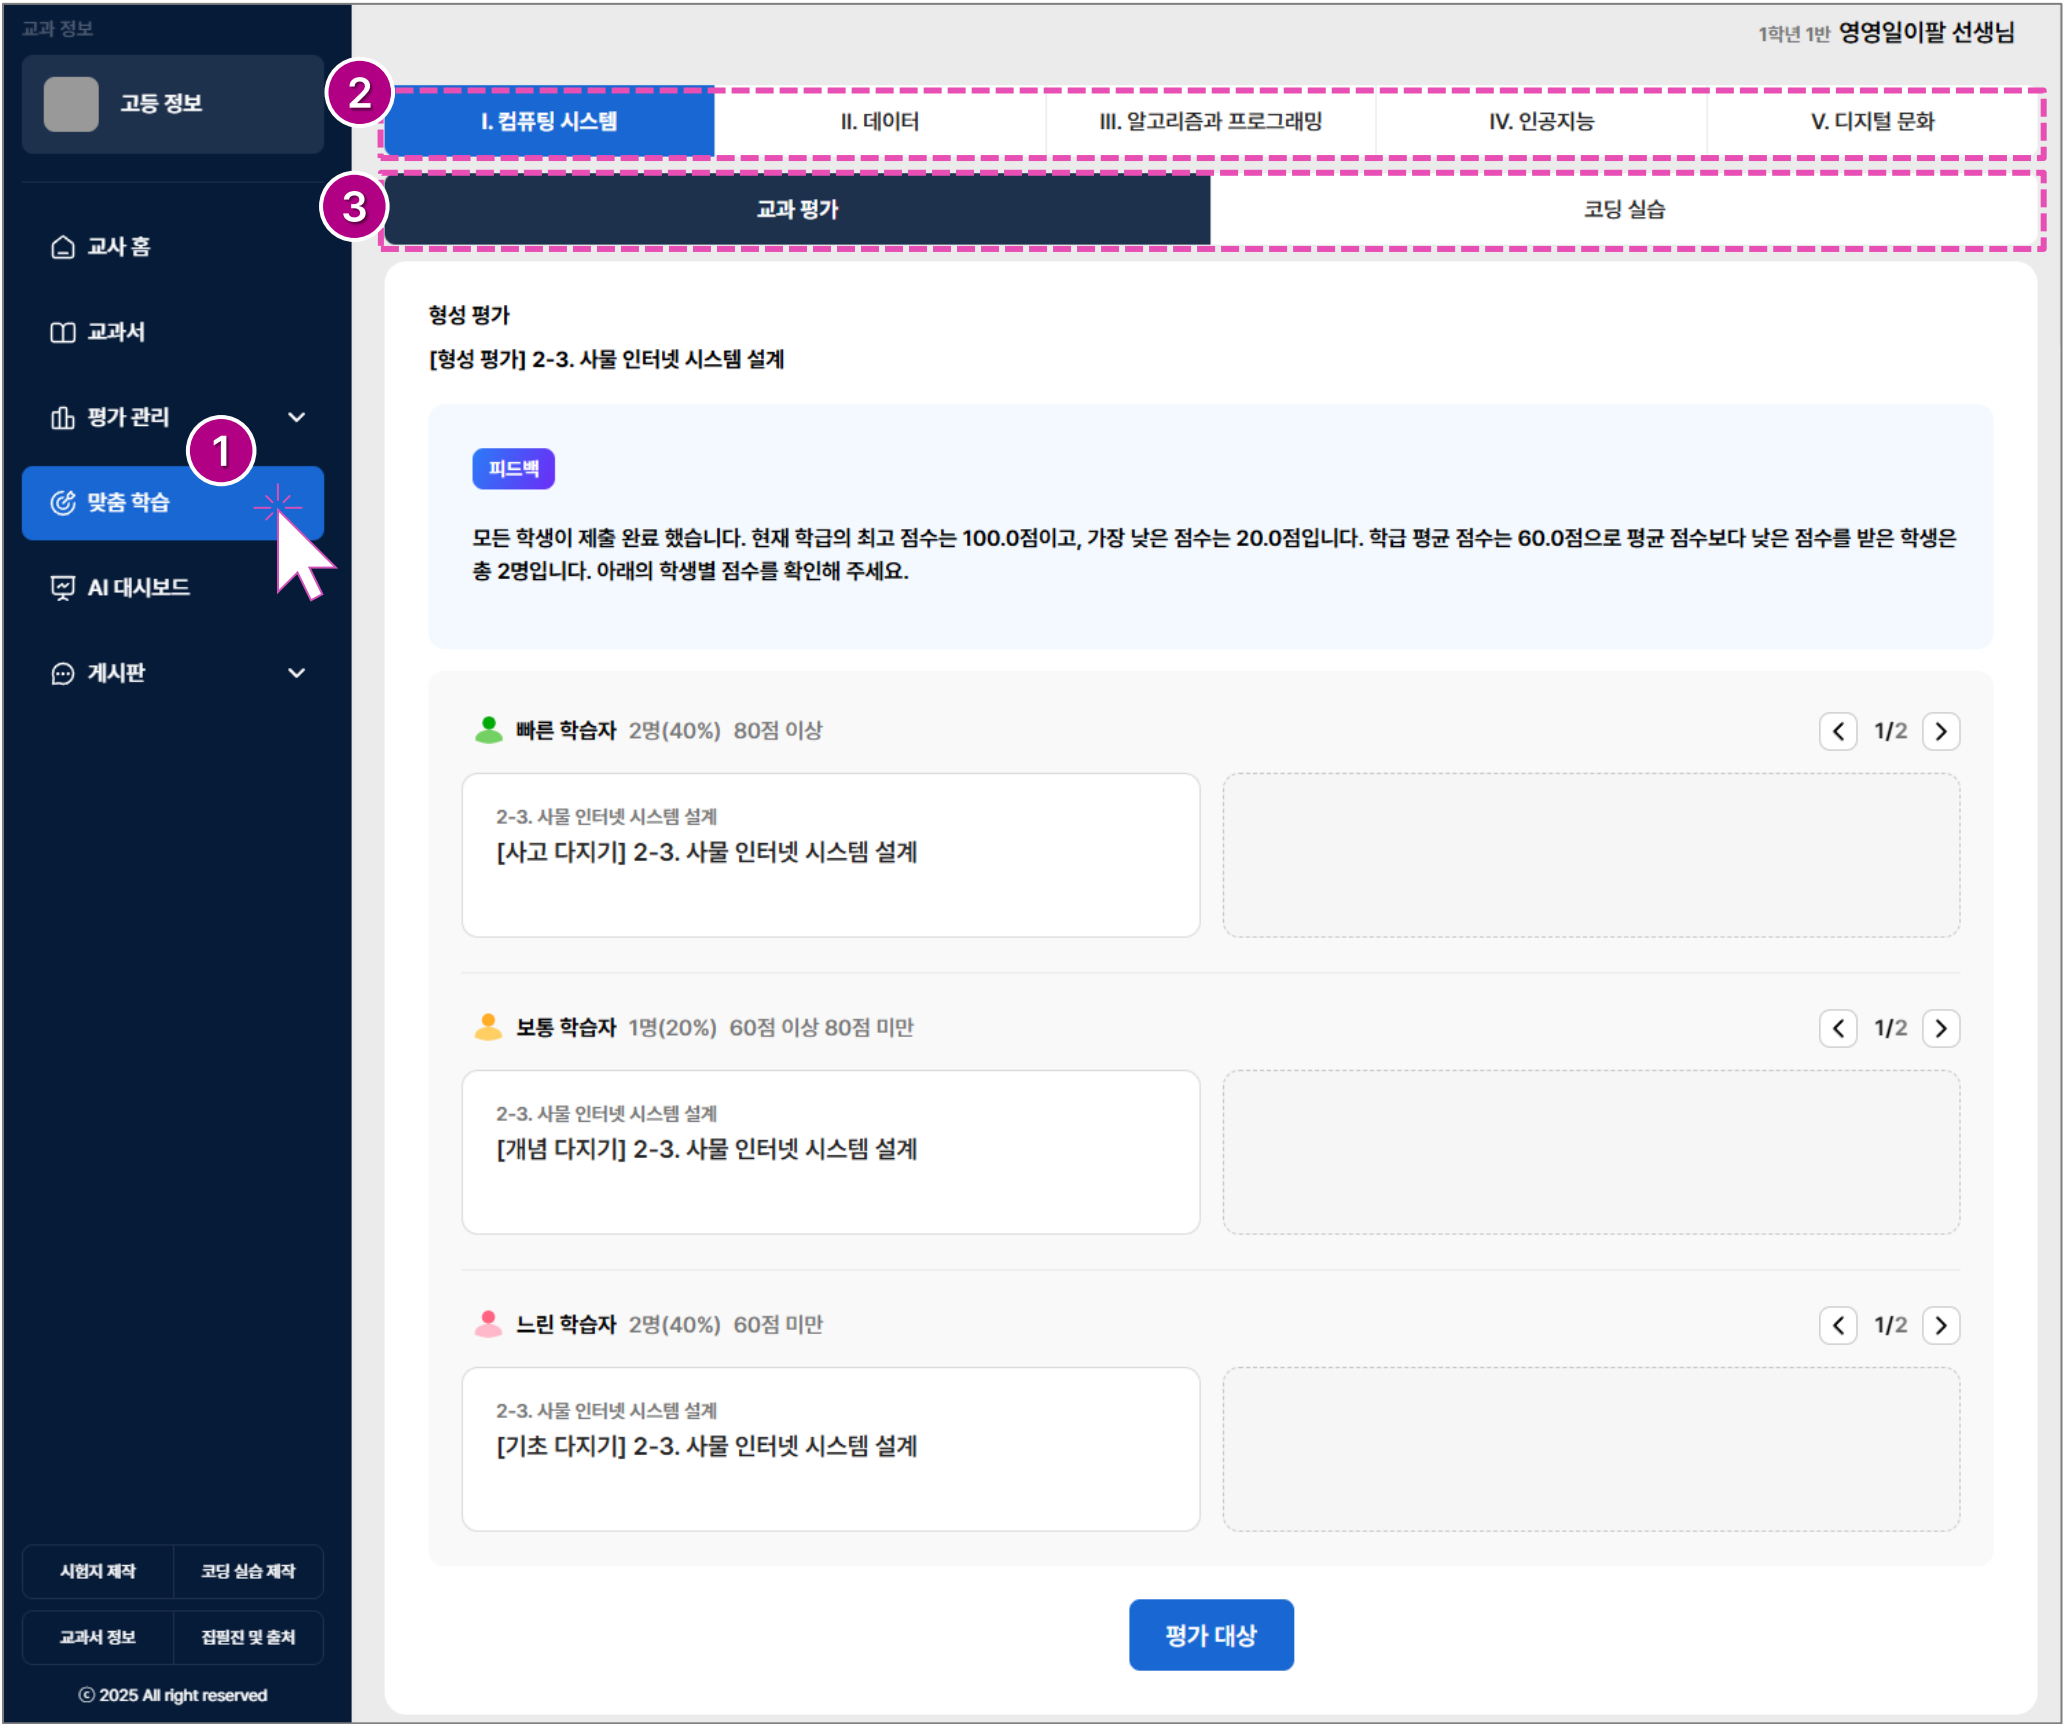 교과 정보
고등 정보
교사 홈
교과서
평가 관리
1
맞춤 학습
AI 대시보드
게시판
시험지 제작
코딩 실습 제작
교과서 정보
집필진 및 출처
ⓒ 2025 All right reserved
1학년 1반 영영일이팔 선생님
2
I. 컴퓨팅 시스템
II. 데이터
III. 알고리즘과 프로그래밍
IV. 인공지능
V. 디지털 문화
3
교과 평가
코딩 실습
형성 평가
[형성 평가] 2-3. 사물 인터넷 시스템 설계
피드백
모든 학생이 제출 완료 했습니다. 현재 학급의 최고 점수는 100.0점이고, 가장 낮은 점수는 20.0점입니다. 학급 평균 점수는 60.0점으로 평균 점수보다 낮은 점수를 받은 학생은
총 2명입니다. 아래의 학생별 점수를 확인해 주세요.
빠른 학습자 2명(40%) 80점 이상
1/2
2-3. 사물 인터넷 시스템 설계
[사고 다지기] 2-3. 사물 인터넷 시스템 설계
보통 학습자 1명(20%) 60점 이상 80점 미만
1/2
2-3. 사물 인터넷 시스템 설계
[개념 다지기] 2-3. 사물 인터넷 시스템 설계
느린 학습자 2명(40%) 60점 미만
1/2
2-3. 사물 인터넷 시스템 설계
[기초 다지기] 2-3. 사물 인터넷 시스템 설계
평가 대상